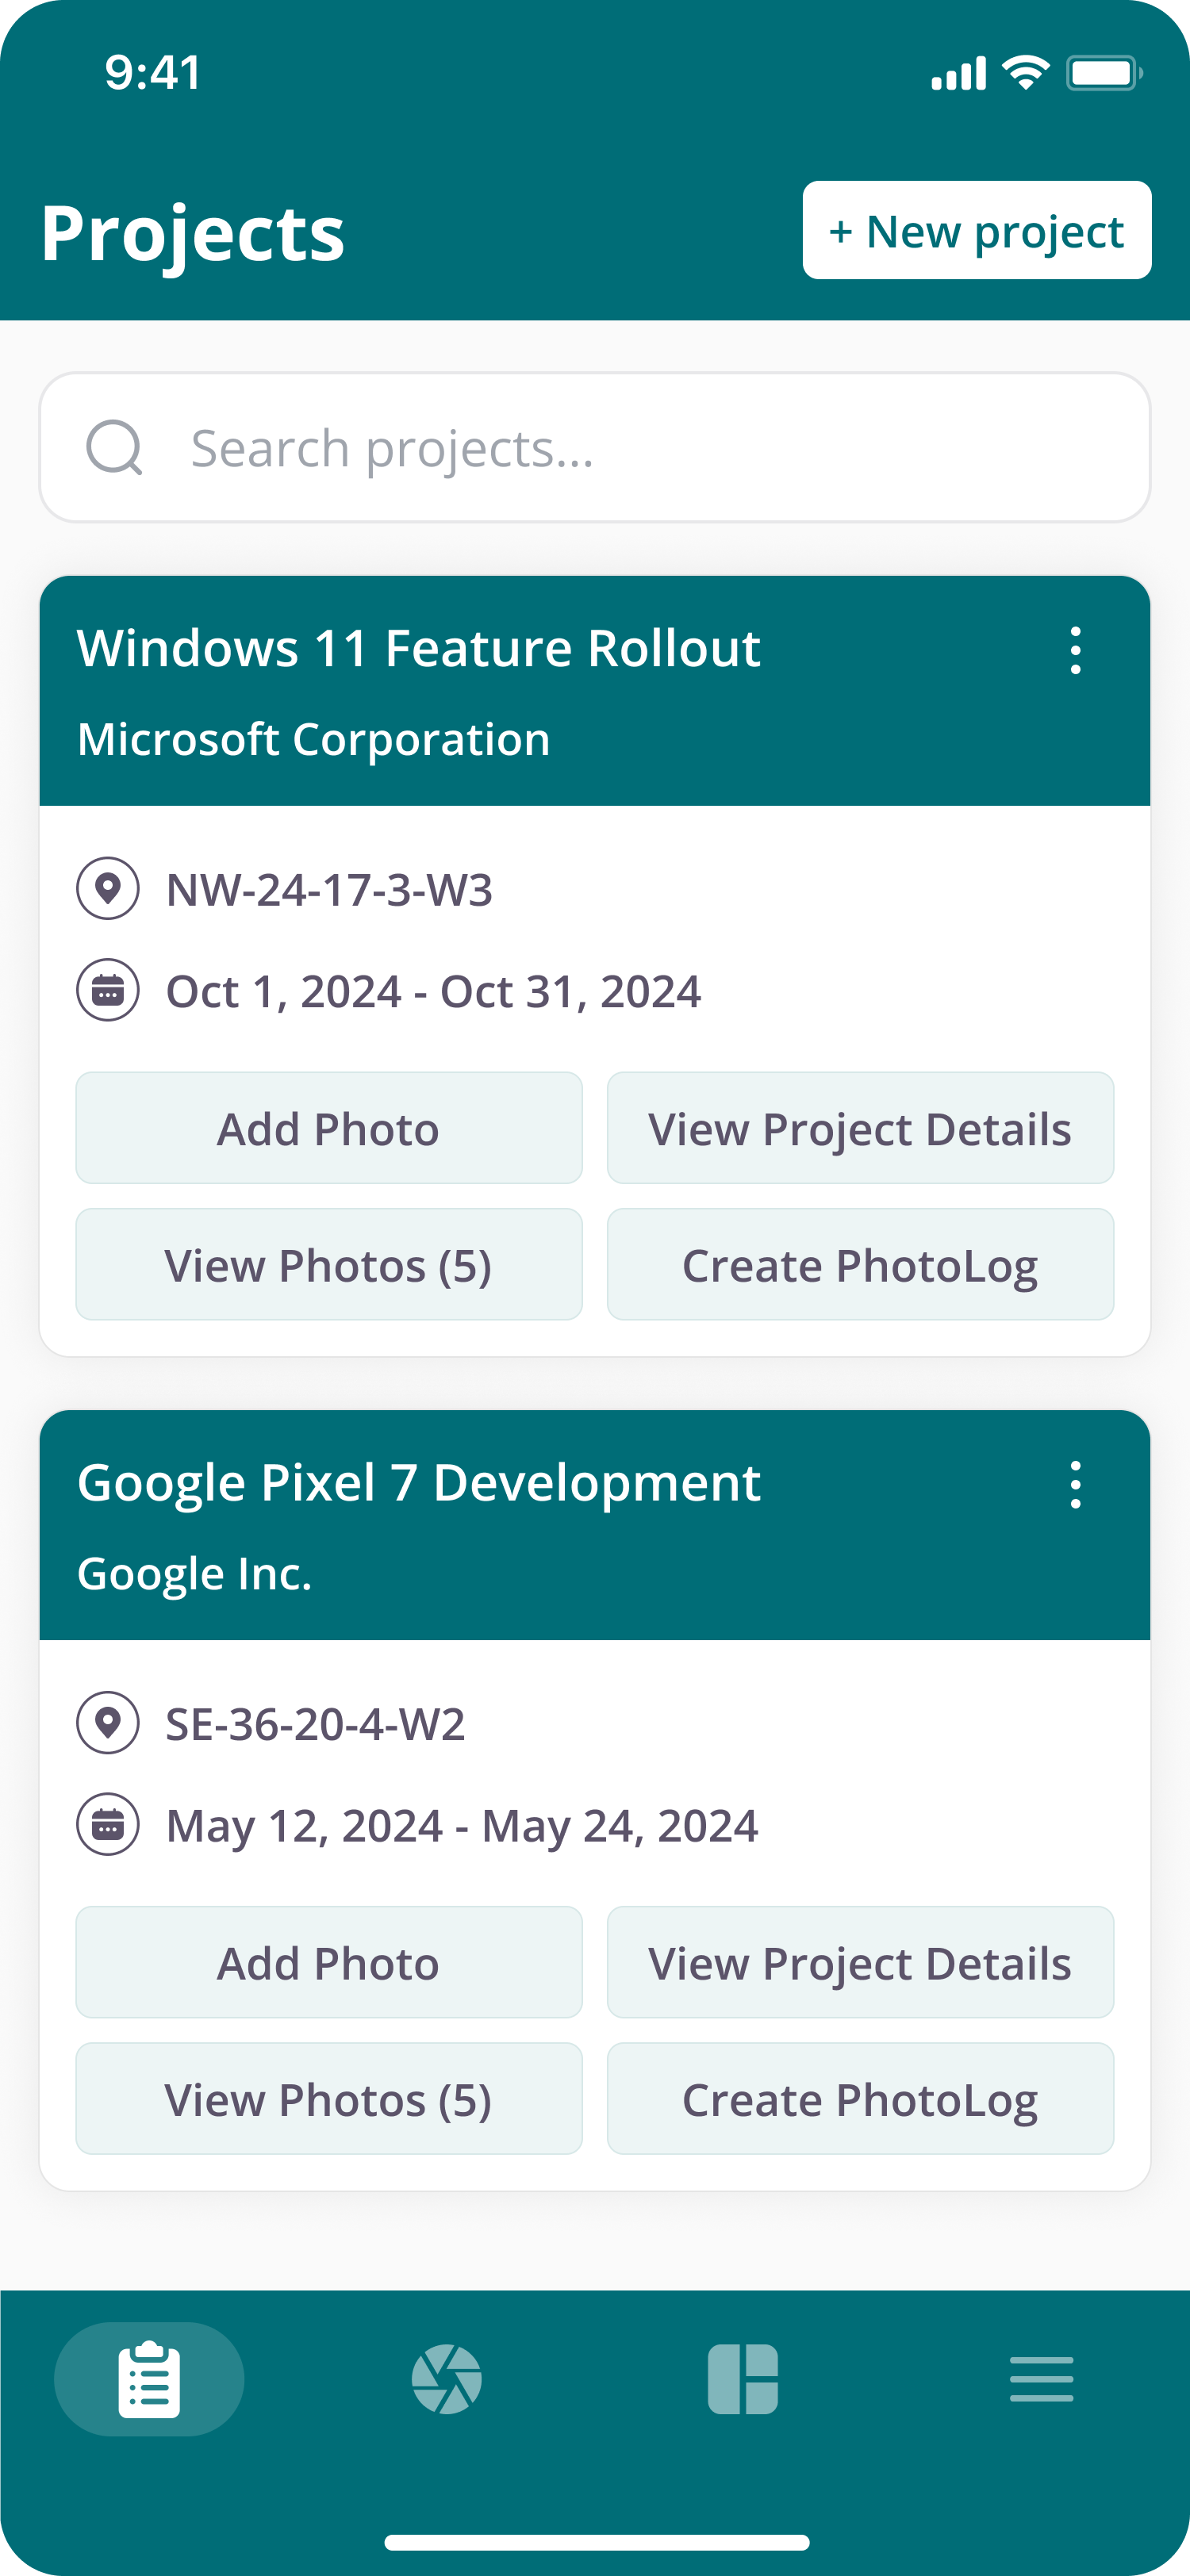 9:41
Projects
+ New project
Search projects...
Windows 11 Feature Rollout
Microsoft Corporation
NW-24-17-3-W3
Oct 1, 2024 - Oct 31, 2024
Add Photo
View Project Details
View Photos (5)
Create PhotoLog
Google Pixel 7 Development
Google Inc.
SE-36-20-4-W2
May 12, 2024 - May 24, 2024
Add Photo
View Project Details
View Photos (5)
Create PhotoLog